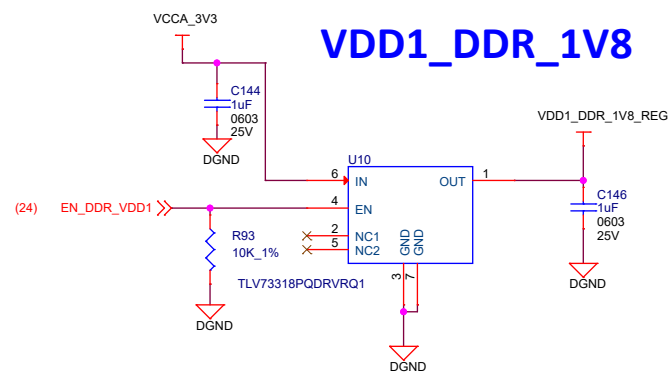 VCCA_3V3
VDD1_DDR_1V8
C144
1uF
0603
25V
DGND
VDD1_DDR_1V8_REG
U10
6
IN
OUT
1
(24)
EN_DDR_VDD1
4
EN
C146
1uF
0603
25V
2
NC1
5
NC2
GND
GND
R93
10K_1%
3
7
TLV73318PQDRVRQ1
DGND
DGND
DGND